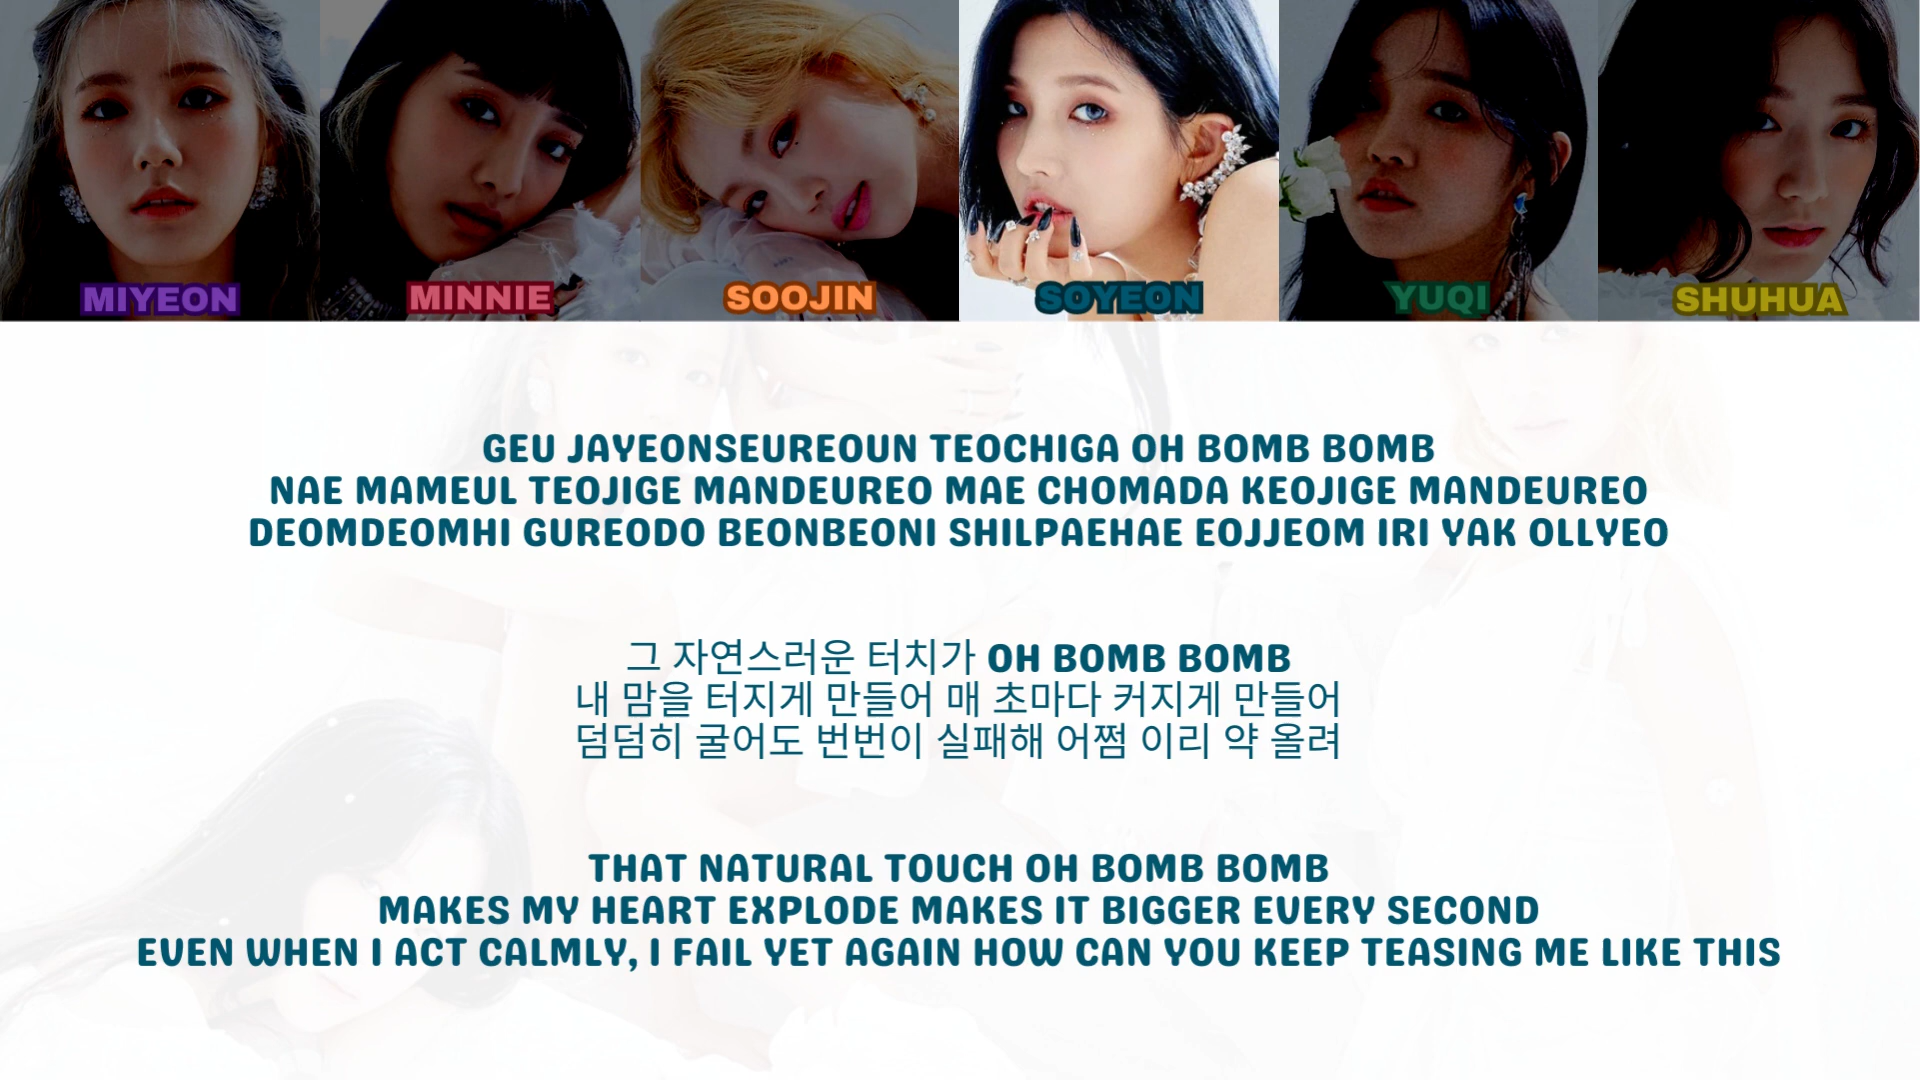 MIYEON
MINNIE
SOOJIN
SOYEON
YUQI
SHUHUA
GEU JAYEONSEUREOUN TEOCHIGA OH BOMB BOMB
NAE MAMEUL TEOJIGE MANDEUREO MAE CHOMADA KEOJIGE MANDEUREO
DEOMDEOMHI GUREODO BEONBEONI SHILPAEHAE EOJJEOM IRI YAK OLLYEO
그 자연스러운 터치가 OH BOMB BOMB
내 맘을 터지게 만들어 매 초마다 커지게 만들어
덤덤히 굴어도 번번이 실패해 어쩜 이리 약 올려
THAT NATURAL TOUCH OH BOMB BOMB
MAKES MY HEART EXPLODE MAKES IT BIGGER EVERY SECOND
EVEN WHEN I ACT CALMLY, I FAIL YET AGAIN HOW CAN YOU KEEP TEASING ME LIKE THIS